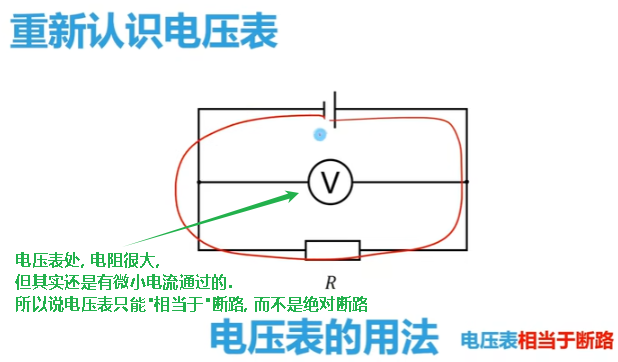 重新认识电压表
V
电压表处, 电阻很大,
但其实还是有微小电流通过的.
所以说电压表只能"相当于"断路, 而不是绝对断路
R
电压表的用法
电压表相当于断路